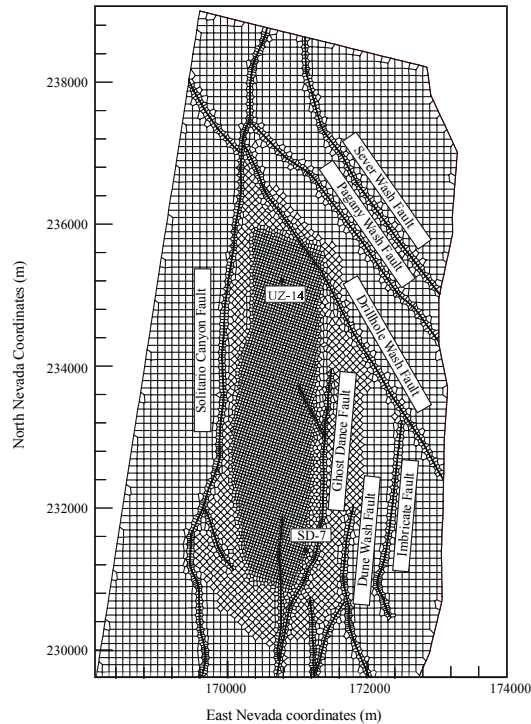 238000
236000
234000
232000
230000
North Nevada Coordinates (m)
Sever Wash Fault
Pagany Wash Fault
Drillhole Wash Fault
UZ-14
Solitano Canyon Fault
Ghost Dance Fault
Imbricate Fault
Dune Wash Fault
SD-7
170000
172000
174000
East Nevada coordinates (m)